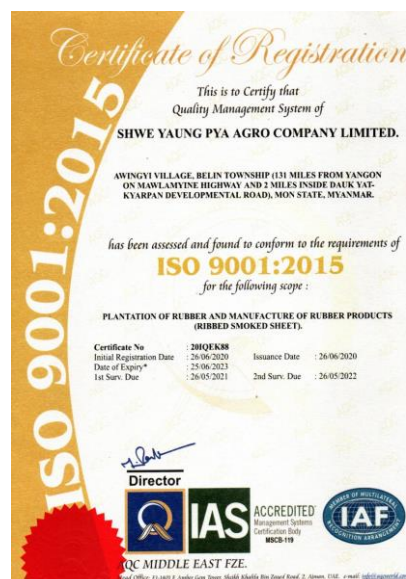 Certificate of Registration
This is to Certify that
Quality Management System of
SHWE YAUNG PYA AGRO COMPANY LIMITED.
AWINGYI VILLAGE, BELIN TOWNSHIP (131 MILES FROM YANGON
ON MAWLAMYINE HIGHWAY AND 2 MILES INSIDE DAUK YAT-
KYARPAN DEVELOPMENTAL ROAD), MON STATE, MYANMAR.
has been assessed and found to conform to the requirements of
ISO 9001:2015
for the following scope :
PLANTATION OF RUBBER AND MANUFACTURE OF RUBBER PRODUCTS
(RIBBED SMOKED SHEET).
Certificate No : 20IQEK88
Initial Registration Date : 26/06/2020 Issuance Date : 26/06/2020
Date of Expiry* : 25/06/2023
1st Surv. Due : 26/05/2021 2nd Surv. Due : 26/05/2022
ISO 9001:2015
Director
Q
IAS
ACCREDITED
Management Systems
Certification Body
MSCB-119
MEMBER OF MULTILATERAL
IAF
RECOGNITION ARRANGEMENT
AQC MIDDLE EAST FZE.